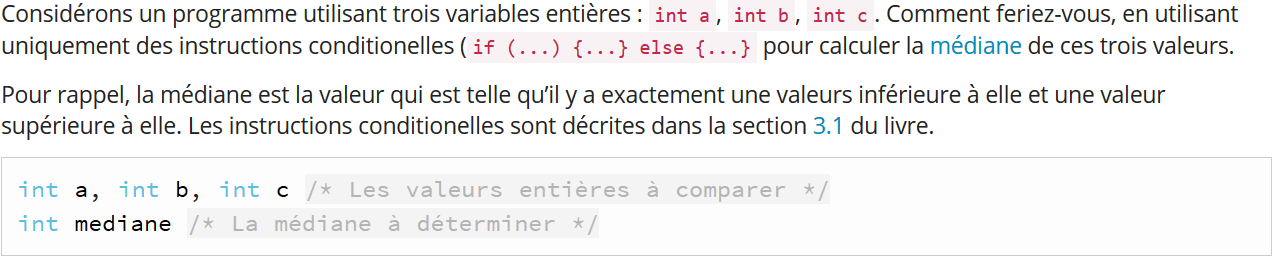 Considérons un programme utilisant trois variables entières : int a, int b, int c. Comment feriez-vous, en utilisant
uniquement des instructions conditionelles (if (...) {...} else {...} pour calculer la médiane de ces trois valeurs.
Pour rappel, la médiane est la valeur qui est telle qu’il y a exactement une valeurs inférieure à elle et une valeur
supérieure à elle. Les instructions conditionelles sont décrites dans la section 3.1 du livre.
int a, int b, int c /* Les valeurs entières à comparer */
int mediane /* La médiane à déterminer */